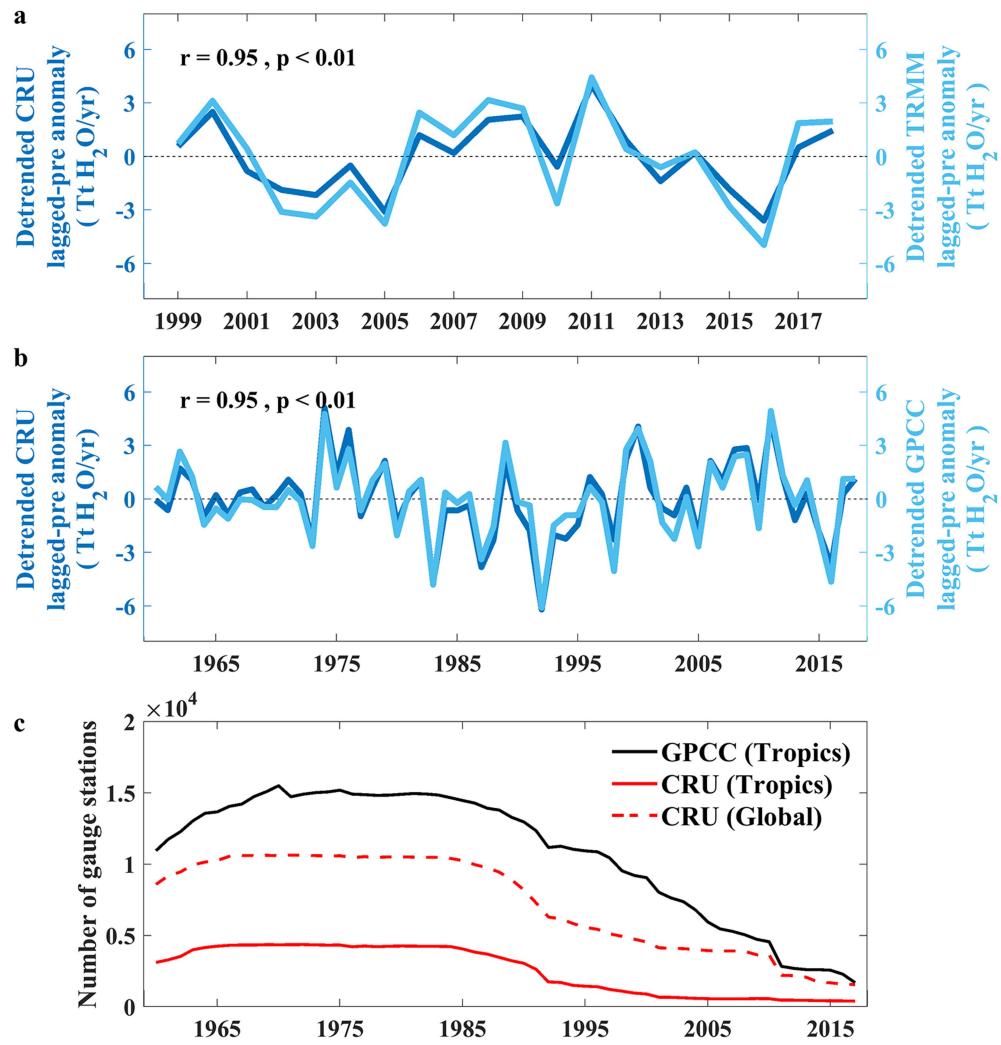 a
Detrended CRU
lagged-pre anomaly
( Tt H2O/yr)
6
3
0
-3
-6
r = 0.95 , p < 0.01
6
3
0
-3
-6
Detrended TRMM
lagged-pre anomaly
( Tt H2O/yr )
1999 2001 2003 2005 2007 2009 2011 2013 2015 2017
b
Detrended CRU
lagged-pre anomaly
( Tt H2O/yr)
6
3
0
-3
-6
r = 0.95 , p < 0.01
6
3
0
-3
-6
Detrended GPCC
lagged-pre anomaly
( Tt H2O/yr )
1965 1975 1985 1995 2005 2015
c
×10^4
Number of gauge stations
2
1.5
1
0.5
0
GPCC (Tropics)
CRU (Tropics)
CRU (Global)
1965 1975 1985 1995 2005 2015